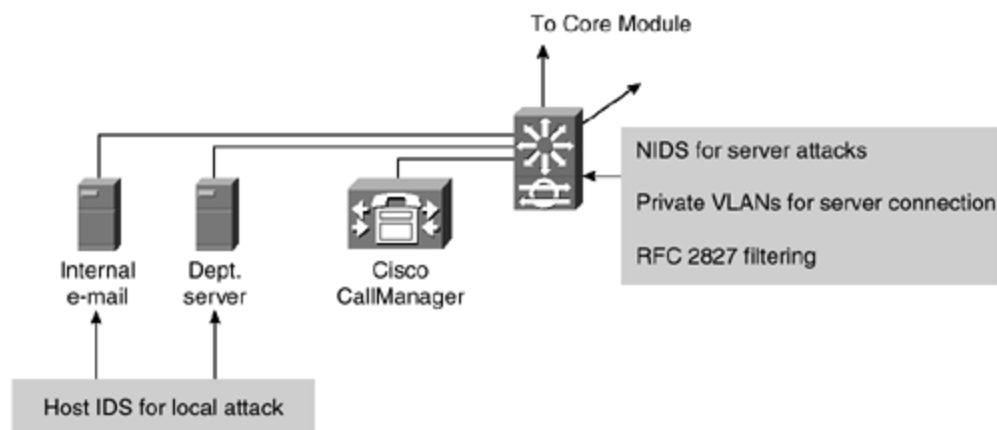 To Core Module
NIDS for server attacks
Private VLANs for server connection
RFC 2827 filtering
Internal
e-mail
Dept.
server
Cisco
CallManager
Host IDS for local attack